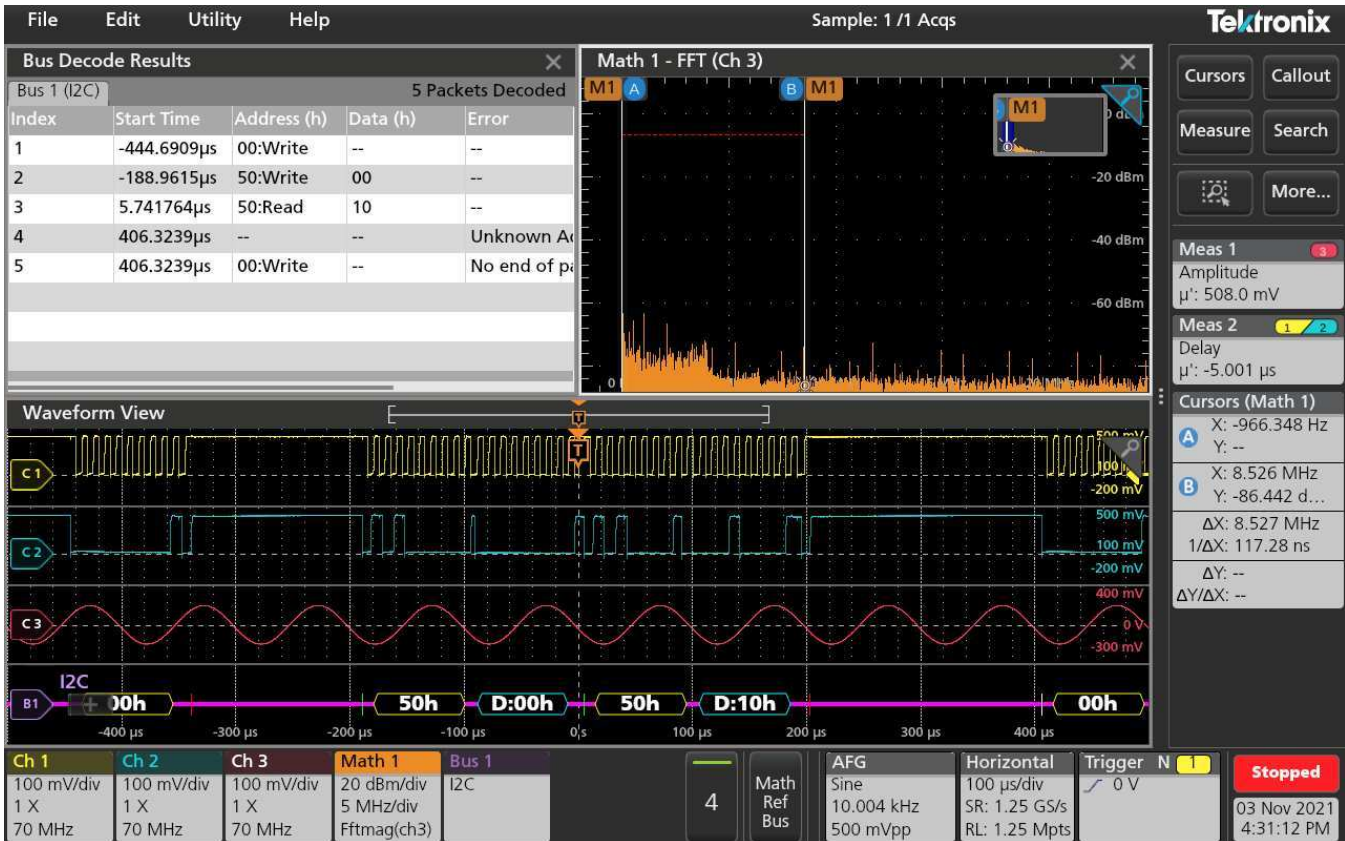 File Edit Utility Help Sample: 1 /1 Acqs Tektronix
Bus Decode Results
Bus 1 (I2C) 5 Packets Decoded
Index Start Time Address (h) Data (h) Error
1 -444.6909µs 00:Write -- --
2 -188.9615µs 50:Write 00 --
3 5.741764µs 50:Read 10 --
4 406.3239µs -- -- Unknown
5 406.3239µs 00:Write -- No end of
Math 1 - FFT (Ch 3)
M1 A B M1
M1
-20 dBm
-40 dBm
-60 dBm
Cursors Callout
Measure Search
More...
Meas 1 3
Amplitude
µ': 508.0 mV
Meas 2 1 2
Delay
µ': -5.001 µs
Cursors (Math 1)
A X: -966.348 Hz
Y: --
B X: 8.526 MHz
Y: -86.442 d...
ΔX: 8.527 MHz
1/ΔX: 117.28 ns
ΔY: --
ΔY/ΔX: --
Waveform View
T
T
C 1
500 mV
100
-200 mV
C 2
500 mV
100 mV
-200 mV
C 3
400 mV
0 V
-300 mV
I2C
B1 00h 50h D:00h 50h D:10h 00h
-400 µs -300 µs -200 µs -100 µs 0 s 100 µs 200 µs 300 µs 400 µs
Ch 1
100 mV/div
1 X
70 MHz
Ch 2
100 mV/div
1 X
70 MHz
Ch 3
100 mV/div
1 X
70 MHz
Math 1
20 dBm/div
5 MHz/div
Fftmag(ch3)
Bus 1
I2C
4
Math
Ref
Bus
AFG
Sine
10.004 kHz
500 mVpp
Horizontal
100 µs/div
SR: 1.25 GS/s
RL: 1.25 Mpts
Trigger N 1
0 V
Stopped
03 Nov 2021
4:31:12 PM